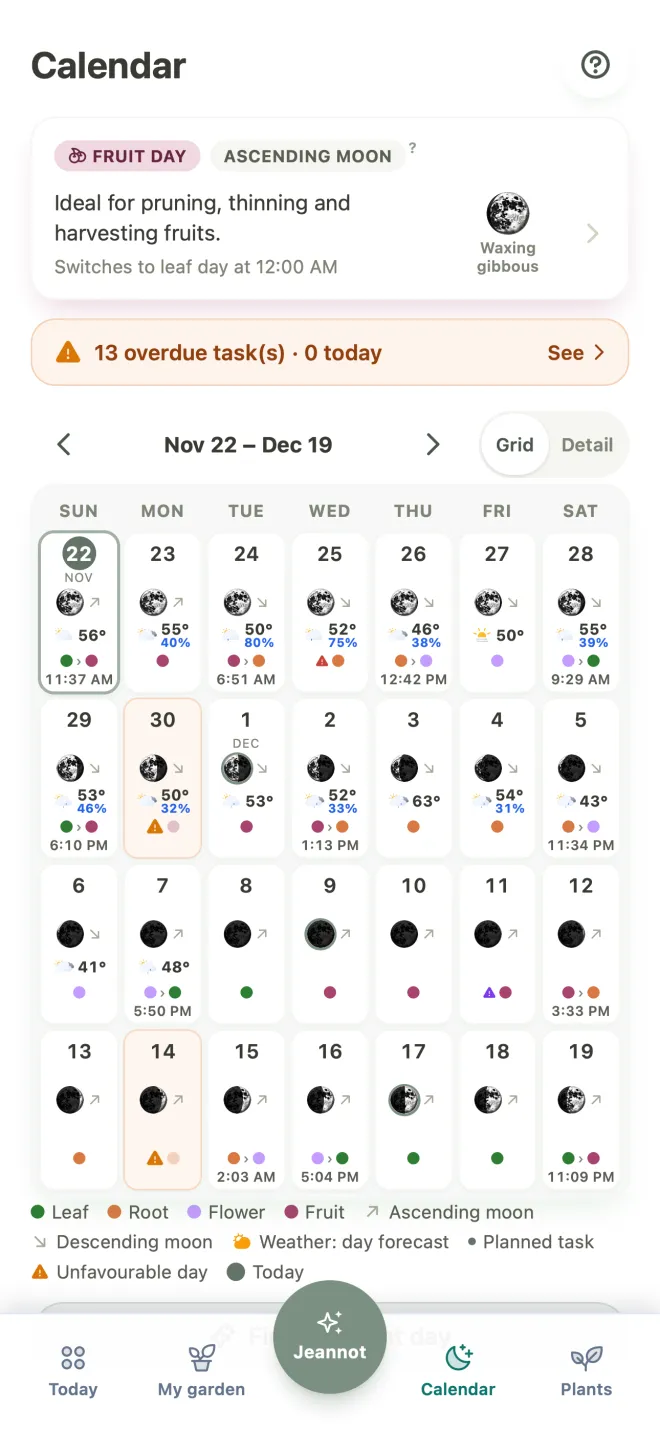 Calendar
FRUIT DAY
ASCENDING MOON ?
Ideal for pruning, thinning and
harvesting fruits.
Switches to leaf day at 12:00 AM
Waxing
gibbous
13 overdue task(s) · 0 today
See
Nov 22 – Dec 19
Grid
Detail
SUN MON TUE WED THU FRI SAT
22 23 24 25 26 27 28
NOV
56° 55° 50° 52° 46° 50° 55°
40% 80% 75% 38% 39%
11:37 AM 6:51 AM 12:42 PM 9:29 AM
29 30 1 2 3 4 5
DEC
53° 50° 53° 52° 63° 54° 43°
46% 32% 33% 31%
6:10 PM 1:13 PM 11:34 PM
6 7 8 9 10 11 12
41° 48°
5:50 PM 3:33 PM
13 14 15 16 17 18 19
2:03 AM 5:04 PM 11:09 PM
Leaf Root Flower Fruit Ascending moon
Descending moon Weather: day forecast Planned task
Unfavourable day Today
Jeannot
Today My garden Calendar Plants